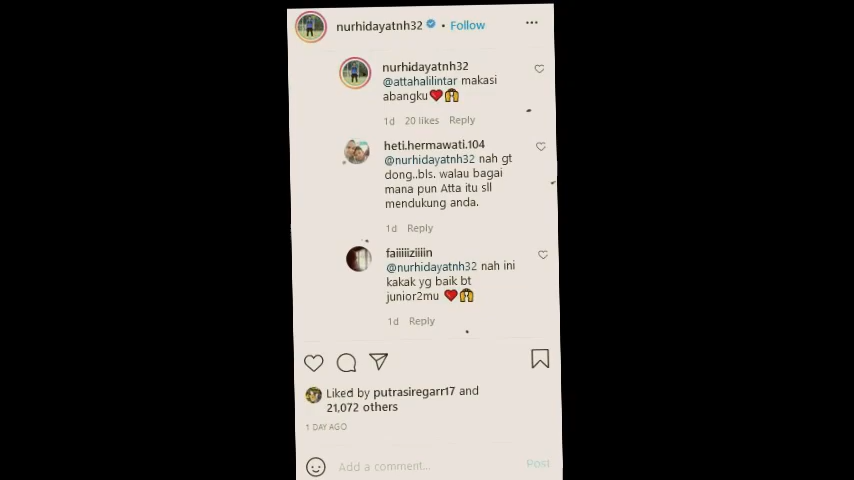 nurhidayatnh32 • Follow
nurhidayatnh32
@attahalilintar makasi
abangku
1d 20 likes Reply
heti.hermawati.104
@nurhidayatnh32 nah gt
dong..bls. walau bagai
mana pun Atta itu sll
mendukung anda.
1d Reply
faiiiiiziiiin
@nurhidayatnh32 nah ini
kakak yg baik bt
junior2mu
1d Reply
Liked by putrasiregarr17 and
21,072 others
1 DAY AGO
Add a comment... Post